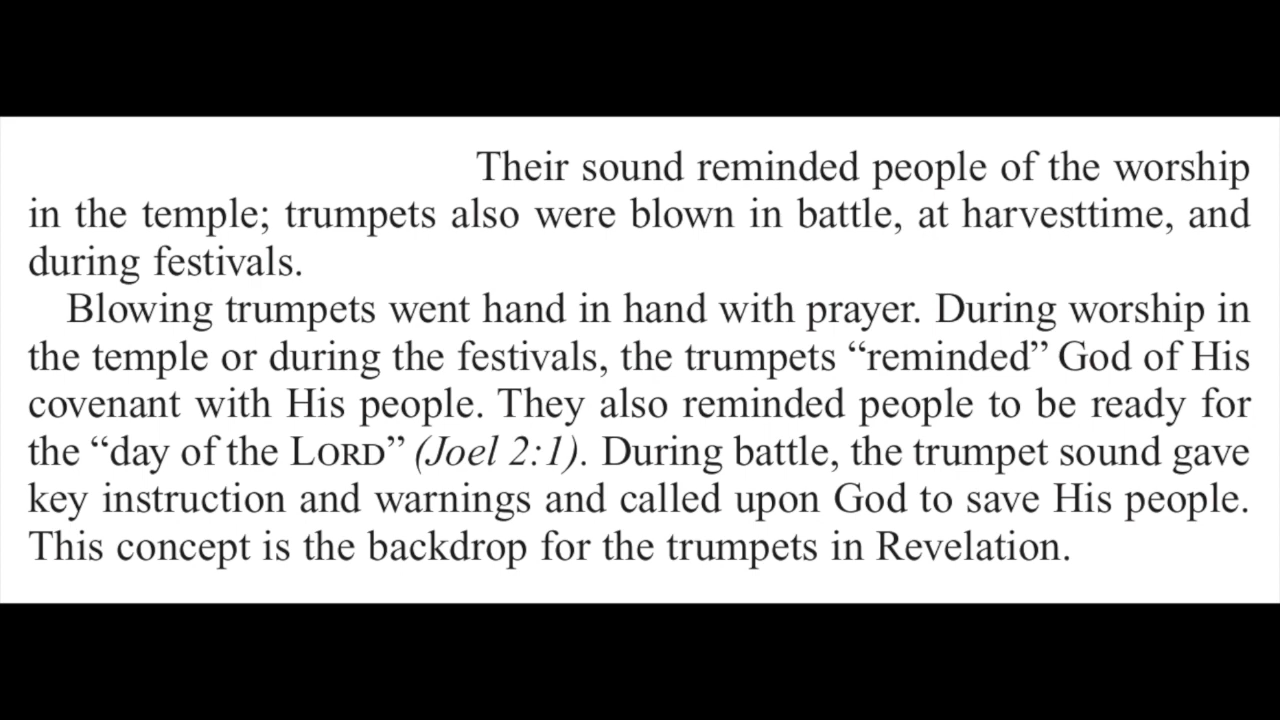 Their sound reminded people of the worship
in the temple; trumpets also were blown in battle, at harvesttime, and
during festivals.
Blowing trumpets went hand in hand with prayer. During worship in
the temple or during the festivals, the trumpets “reminded” God of His
covenant with His people. They also reminded people to be ready for
the “day of the LORD” (Joel 2:1). During battle, the trumpet sound gave
key instruction and warnings and called upon God to save His people.
This concept is the backdrop for the trumpets in Revelation.